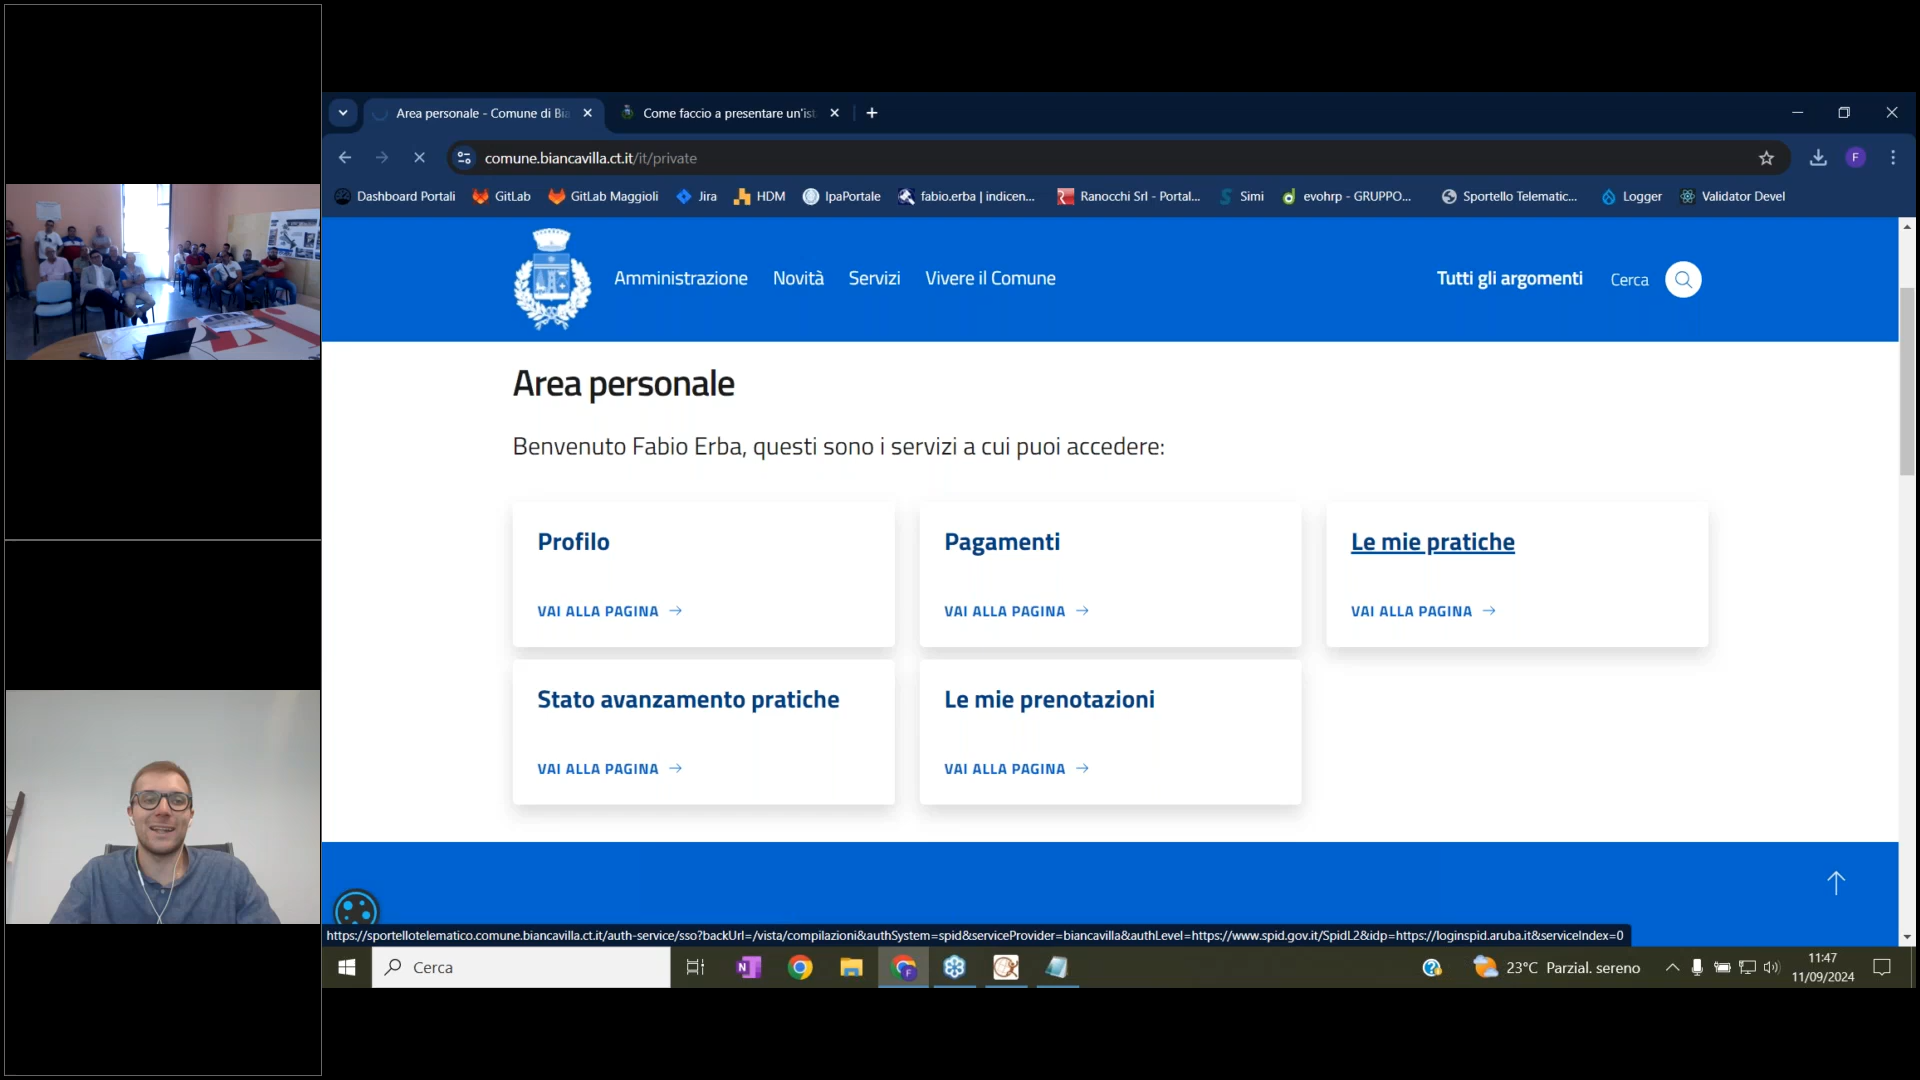 Area personale - Comune di Bia
Come faccio a presentare un'ist
comune.biancavilla.ct.it/it/private
F
Dashboard Portali
GitLab
GitLab Maggioli
Jira
HDM
IpaPortale
fabio.erba | indicen...
Ranocchi Srl - Portal...
Simi
evohrp - GRUPPO...
Sportello Telematic...
Logger
Validator Devel
Amministrazione
Novità
Servizi
Vivere il Comune
Tutti gli argomenti
Cerca
Area personale
Benvenuto Fabio Erba, questi sono i servizi a cui puoi accedere:
Profilo
VAI ALLA PAGINA
Pagamenti
VAI ALLA PAGINA
Le mie pratiche
VAI ALLA PAGINA
Stato avanzamento pratiche
VAI ALLA PAGINA
Le mie prenotazioni
VAI ALLA PAGINA
https://sportellotelematico.comune.biancavilla.ct.it/auth-service/sso?backUrl=/vista/compilazioni&authSystem=spid&serviceProvider=biancavilla&authLevel=https://www.spid.gov.it/SpidL2&idp=https://loginspid.aruba.it&serviceIndex=0
Cerca
23°C Parzial. sereno
11:47
11/09/2024